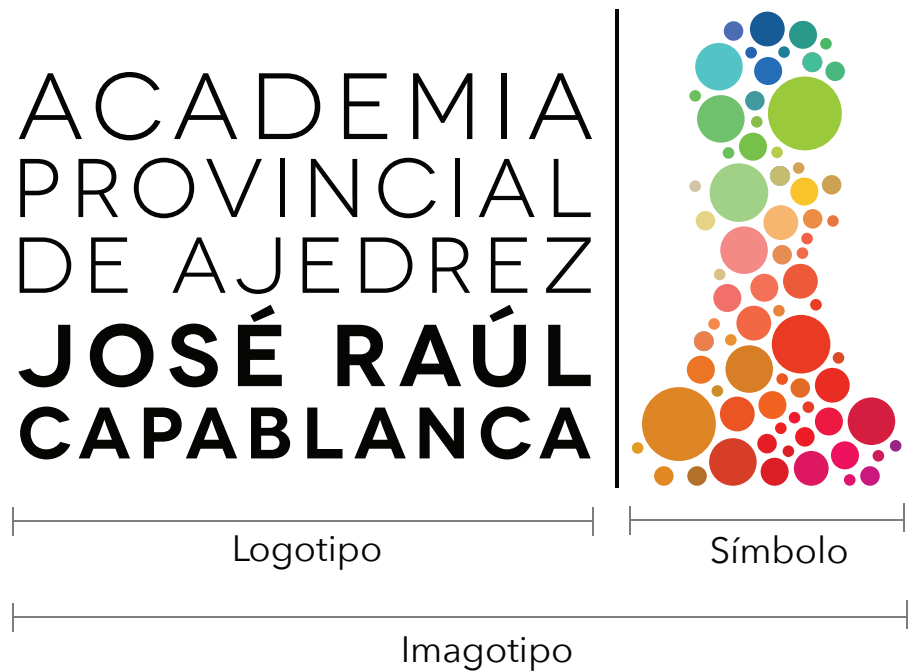 ACADEMIA
PROVINCIAL
DE AJEDREZ
JOSÉ RAÚL
CAPABLANCA
Logotipo
Símbolo
Imagotipo